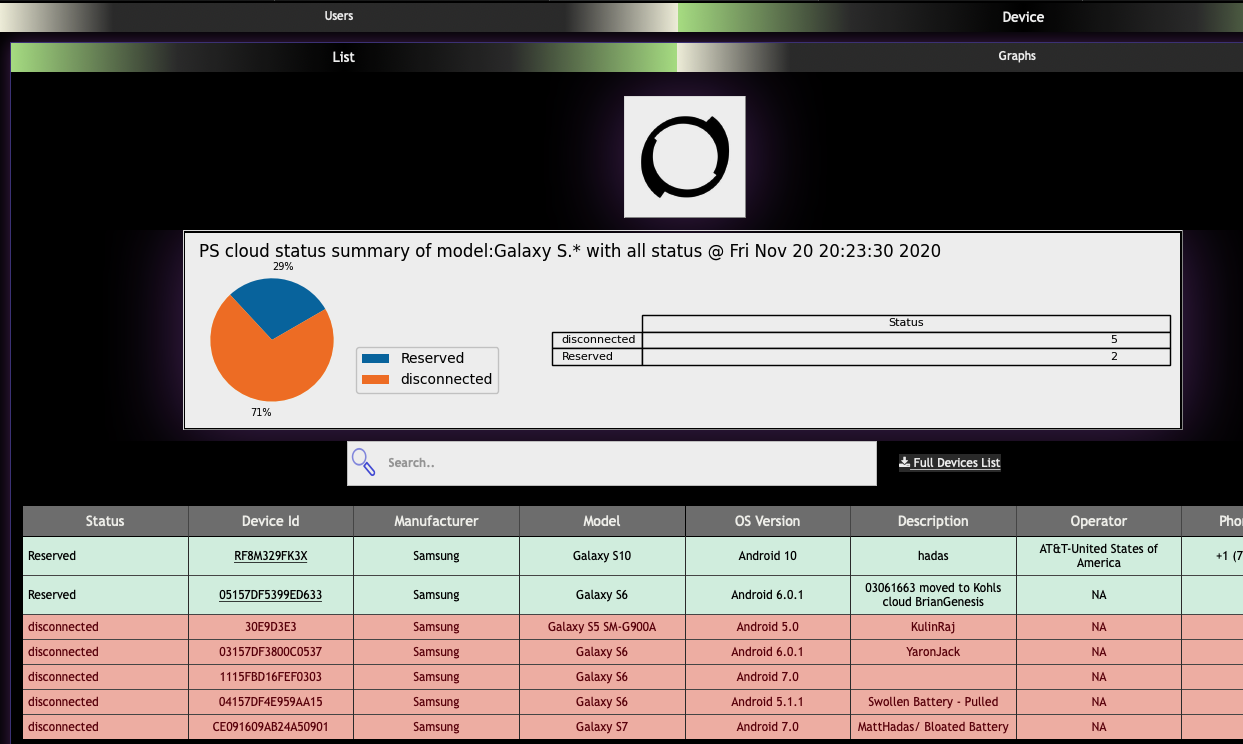 Users Device
List Graphs
PS cloud status summary of model:Galaxy S.* with all status @ Fri Nov 20 20:23:30 2020
29%
71%
Reserved
disconnected
Status
disconnected 5
Reserved 2
Search..
Full Devices List
Status Device Id Manufacturer Model OS Version Description Operator Pho
Reserved RF8M329FK3X Samsung Galaxy S10 Android 10 hadas AT&T-United States of
America +1 (7
Reserved 05157DF5399ED633 Samsung Galaxy S6 Android 6.0.1 03061663 moved to Kohls
cloud BrianGenesis NA
disconnected 30E9D3E3 Samsung Galaxy S5 SM-G900A Android 5.0 KulinRaj NA
disconnected 03157DF3800C0537 Samsung Galaxy S6 Android 6.0.1 YaronJack NA
disconnected 1115FBD16FEF0303 Samsung Galaxy S6 Android 7.0 NA
disconnected 04157DF4E959AA15 Samsung Galaxy S6 Android 5.1.1 Swollen Battery - Pulled NA
disconnected CE091609AB24A50901 Samsung Galaxy S7 Android 7.0 MattHadas/ Bloated Battery NA